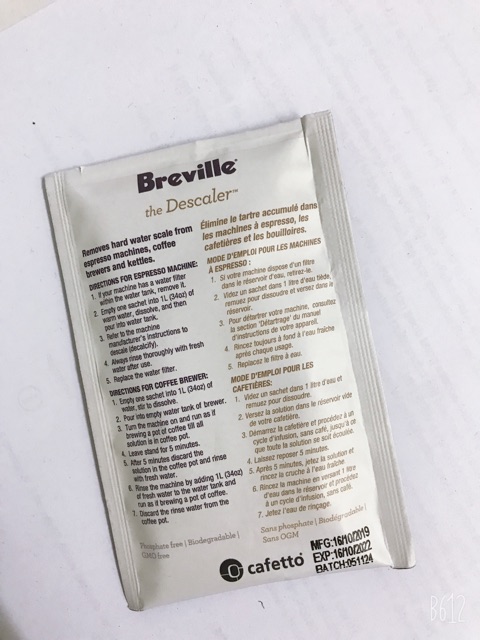 Breville®
the Descaler™
Removes hard water scale from
espresso machines, coffee
brewers and kettles.
DIRECTIONS FOR ESPRESSO MACHINE:
1. If your machine has a water filter
within the water tank, remove it.
2. Empty one sachet into 1L (34oz) of
warm water, dissolve, and then
pour into water tank.
3. Refer to the machine
manufacturer's instructions to
descale (decalcify).
4. Always rinse thoroughly with fresh
water after use.
5. Replace the water filter.
DIRECTIONS FOR COFFEE BREWER:
1. Empty one sachet into 1L (34oz) of
water, stir to dissolve.
2. Pour into empty water tank of brewer.
3. Turn the machine on and run as if
brewing a pot of coffee till all
solution is in coffee pot.
4. Leave stand for 5 minutes.
5. After 5 minutes discard the
solution in the coffee pot and rinse
with fresh water.
6. Rinse the machine by adding 1L (34oz)
of fresh water to the water tank and
run as if brewing a pot of coffee.
7. Discard the rinse water from the
coffee pot.
Phosphate free | Biodegradable |
GMO free
Élimine le tartre accumulé dans
les machines à espresso, les
cafetières et les bouilloires.
MODE D'EMPLOI POUR LES MACHINES
À ESPRESSO :
1. Si votre machine dispose d'un filtre
dans le réservoir d'eau, retirez-le.
2. Videz un sachet dans 1 litre d'eau tiède,
remuez pour dissoudre et versez dans le
réservoir.
3. Pour détartrer votre machine, consultez
la section 'Détartrage' du manuel
d'instructions de votre appareil.
4. Rincez toujours à fond à l'eau fraîche
après chaque usage.
5. Replacez le filtre à eau.
MODE D'EMPLOI POUR LES
CAFETIÈRES:
1. Videz un sachet dans 1 litre d'eau et
remuez pour dissoudre.
2. Versez la solution dans le réservoir vide
de votre cafetière.
3. Démarrez la cafetière et procédez à un
cycle d'infusion, sans café, jusqu'à ce
que toute la solution se soit écoulée.
4. Laissez reposer 5 minutes.
5. Après 5 minutes, jetez la solution et
rincez la cruche à l'eau fraîche
6. Rincez la machine en versant 1 litre
d'eau dans le réservoir et procédez
à un cycle d'infusion, sans café.
7. Jetez l'eau de rinçage.
Sans phosphate | Biodégradable |
Sans OGM
cafetto®
MFG:16/10/2019
EXP:16/10/2022
BATCH:051124
B612